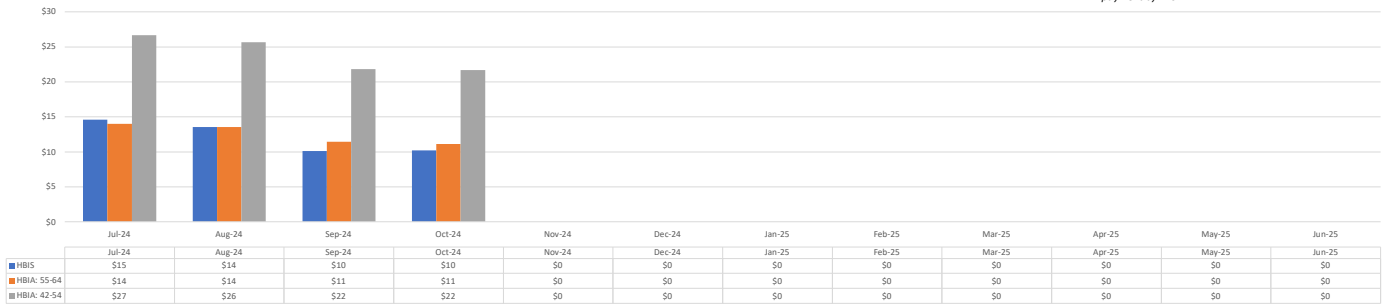 $30
$25
$20
$15
$10
$5
$0
Jul-24 Aug-24 Sep-24 Oct-24 Nov-24 Dec-24 Jan-25 Feb-25 Mar-25 Apr-25 May-25 Jun-25
Jul-24 Aug-24 Sep-24 Oct-24 Nov-24 Dec-24 Jan-25 Feb-25 Mar-25 Apr-25 May-25 Jun-25
HBIS $15 $14 $10 $10 $0 $0 $0 $0 $0 $0 $0 $0
HBIA: 55-64 $14 $14 $11 $11 $0 $0 $0 $0 $0 $0 $0 $0
HBIA: 42-54 $27 $26 $22 $22 $0 $0 $0 $0 $0 $0 $0 $0